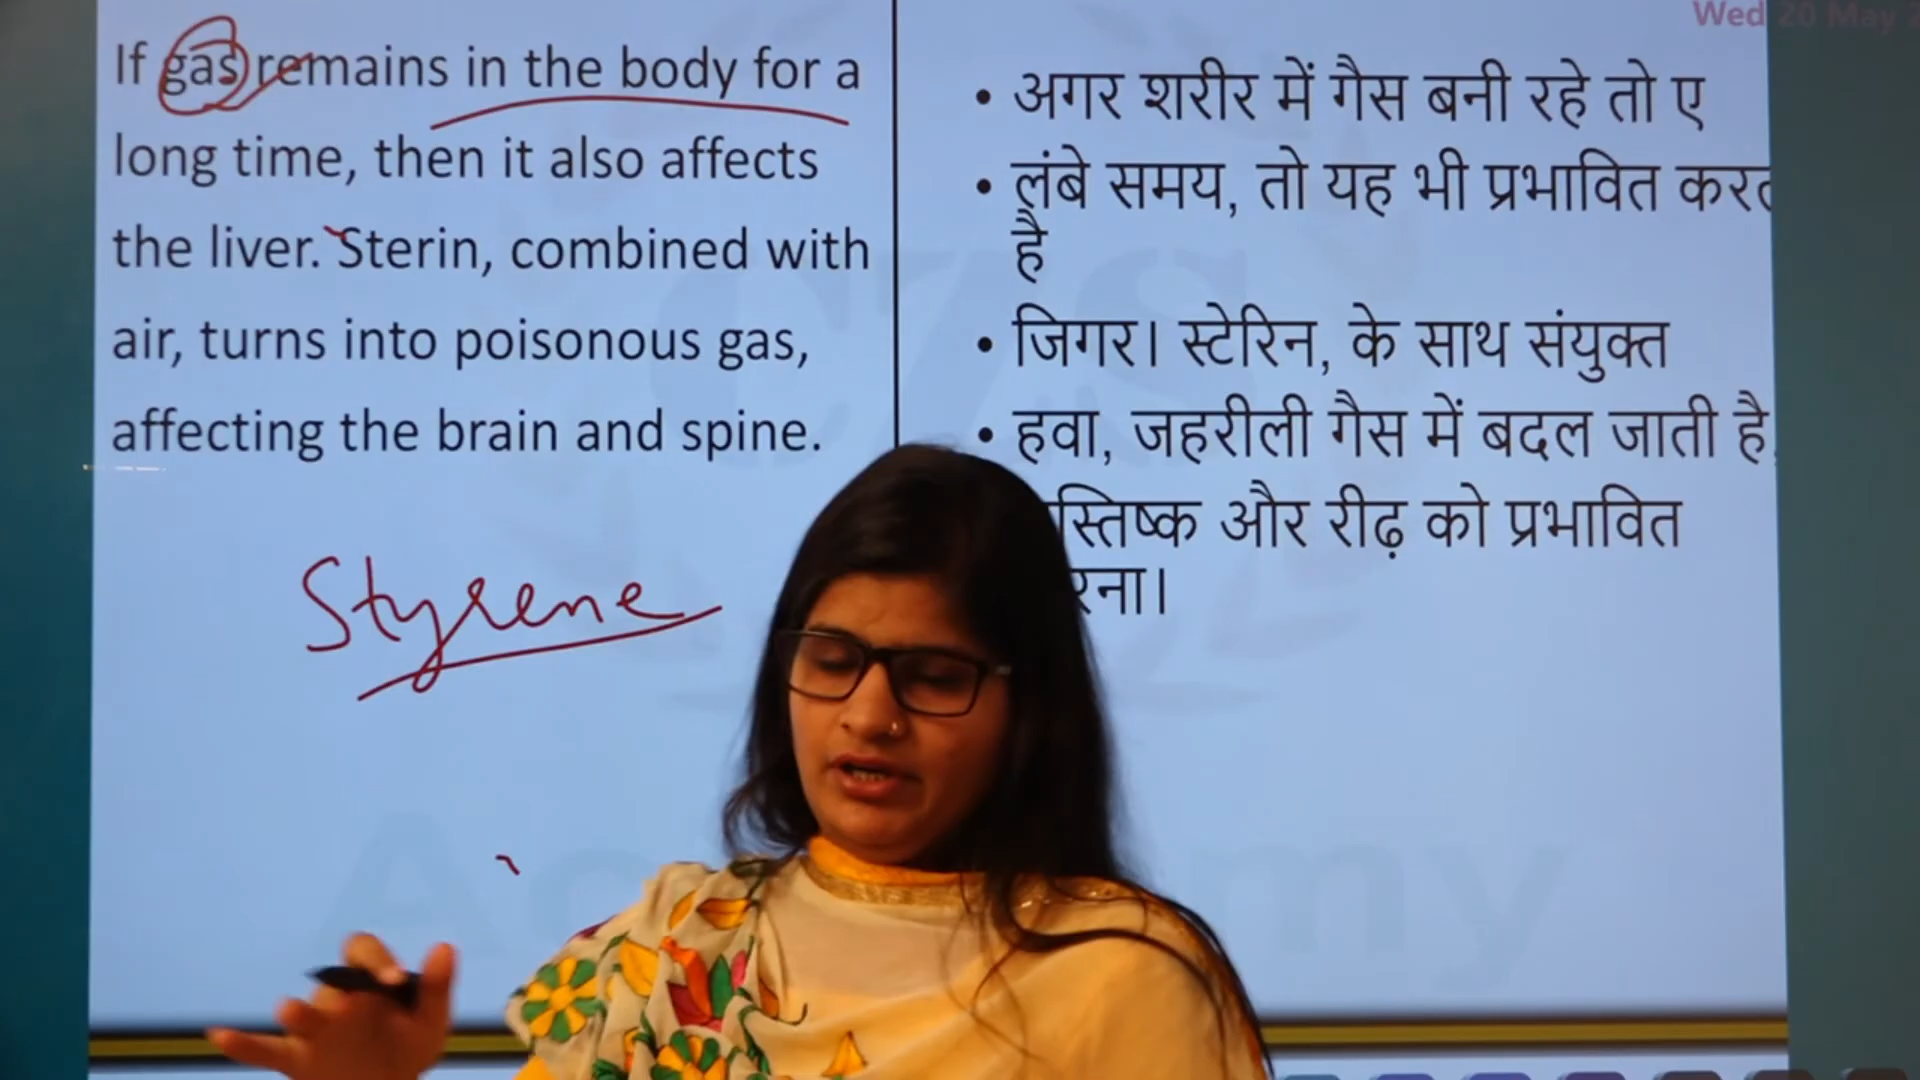 Wed 20 May
If gas remains in the body for a
long time, then it also affects
the liver. Sterin, combined with
air, turns into poisonous gas,
affecting the brain and spine.
Styrene
• अगर शरीर में गैस बनी रहे तो ए
• लंबे समय, तो यह भी प्रभावित
है
• जिगर। स्टेरिन, के साथ संयुक्त
• हवा, जहरीली गैस में बदल जाती है
और रीढ़ को प्रभावित
CZS